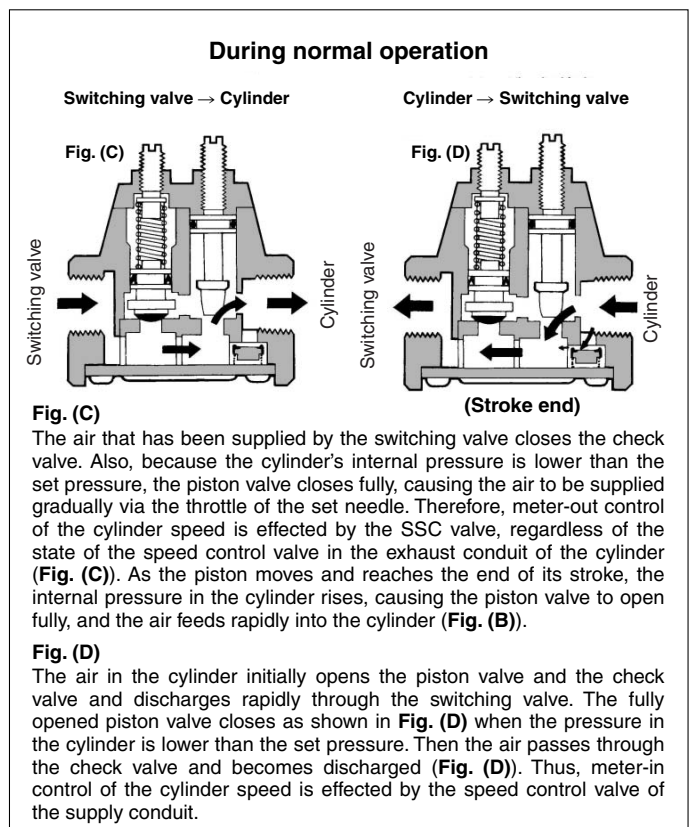 During normal operation
Switching valve → Cylinder
Cylinder → Switching valve
Fig. (C)
Fig. (D)
Switching valve
Cylinder
Switching valve
Cylinder
(Stroke end)
Fig. (C)
The air that has been supplied by the switching valve closes the check
valve. Also, because the cylinder's internal pressure is lower than the
set pressure, the piston valve closes fully, causing the air to be supplied
gradually via the throttle of the set needle. Therefore, meter-out control
of the cylinder speed is effected by the SSC valve, regardless of the
state of the speed control valve in the exhaust conduit of the cylinder
(Fig. (C)). As the piston moves and reaches the end of its stroke, the
internal pressure in the cylinder rises, causing the piston valve to open
fully, and the air feeds rapidly into the cylinder (Fig. (B)).
Fig. (D)
The air in the cylinder initially opens the piston valve and the check
valve and discharges rapidly through the switching valve. The fully
opened piston valve closes as shown in Fig. (D) when the pressure in
the cylinder is lower than the set pressure. Then the air passes through
the check valve and becomes discharged (Fig. (D)). Thus, meter-in
control of the cylinder speed is effected by the speed control valve of
the supply conduit.